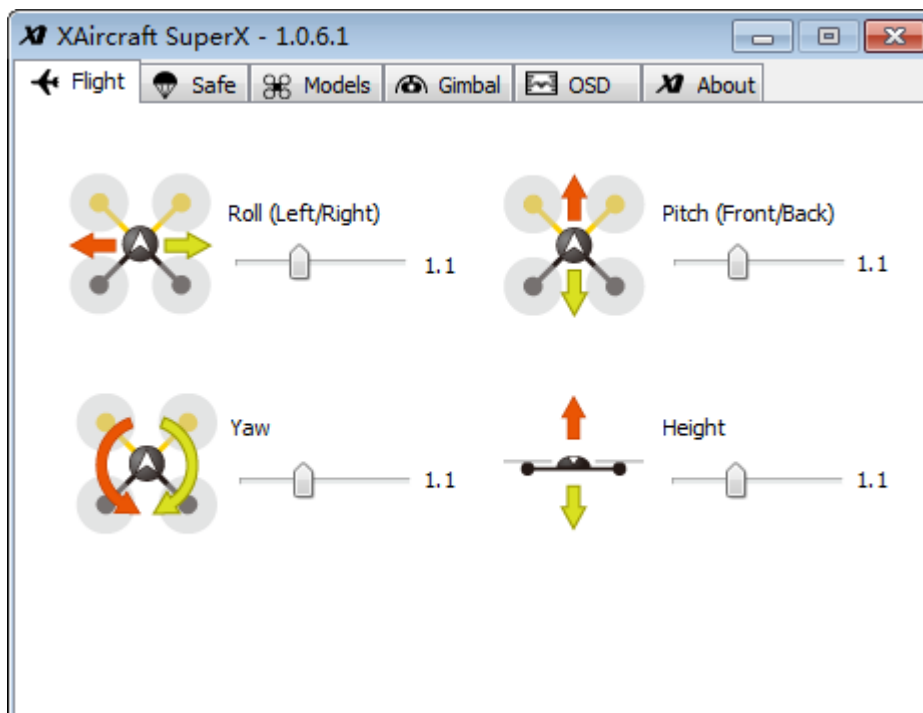 XAircraft SuperX - 1.0.6.1
Flight Safe Models Gimbal OSD About
Roll (Left/Right)
1.1
Pitch (Front/Back)
1.1
Yaw
1.1
Height
1.1